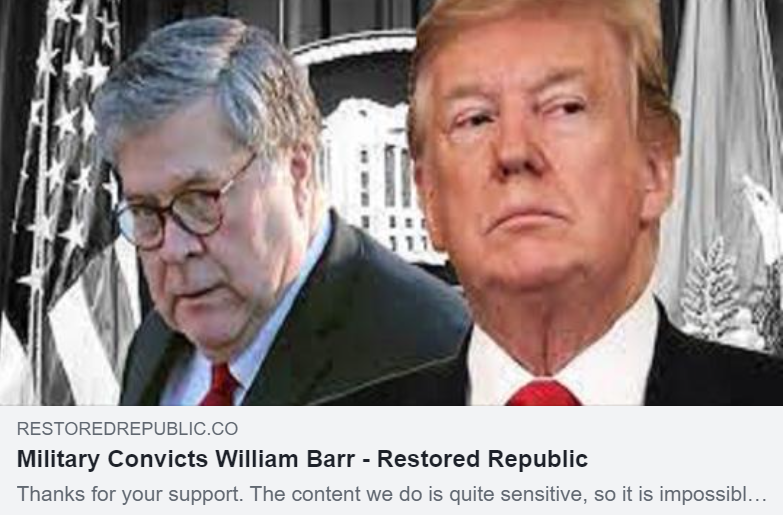 RESTOREDREPUBLIC.CO
Military Convicts William Barr - Restored Republic
Thanks for your support. The content we do is quite sensitive, so it is impossibl...